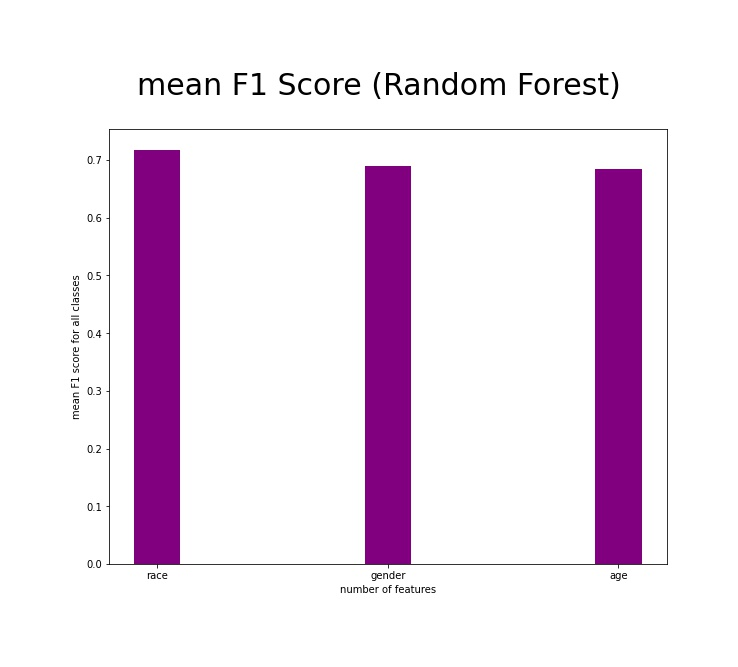 mean F1 Score (Random Forest)
mean F1 score for all classes
0.7
0.6
0.5
0.4
0.3
0.2
0.1
0.0
race gender age
number of features